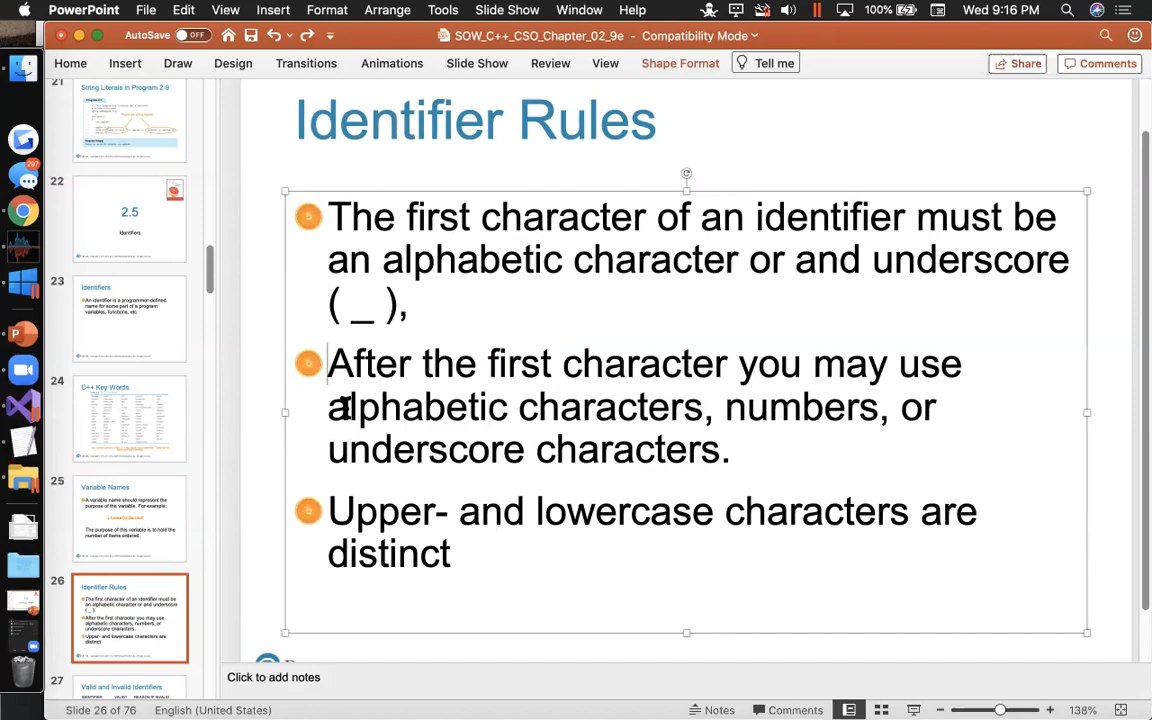 PowerPoint File Edit View Insert Format Arrange Tools Slide Show Window Help 100% Wed 9:16 PM
AutoSave OFF SOW_C++_CSO_Chapter_02_9e - Compatibility Mode
Home Insert Draw Design Transitions Animations Slide Show Review View Shape Format Tell me Share Comments
21
String Literals in Program 2-9
22
2.5
Identifiers
23
Identifiers
An identifier is a programmer-defined
name for some part of a program:
variables, functions, etc.
24
C++ Key Words
25
Variable Names
A variable name should represent the
purpose of the variable. For example:
The purpose of this variable is to hold the
number of items ordered.
26
Identifier Rules
The first character of an identifier must be
an alphabetic character or and underscore
( _ ),
After the first character you may use
alphabetic characters, numbers, or
underscore characters.
Upper- and lowercase characters are
distinct
27
Valid and Invalid Identifiers
IDENTIFIER VALID? REASON IF INVALID
297
Identifier Rules
The first character of an identifier must be
an alphabetic character or and underscore
( _ ),
After the first character you may use
alphabetic characters, numbers, or
underscore characters.
Upper- and lowercase characters are
distinct
Click to add notes
Slide 26 of 76 English (United States) Notes Comments 138%